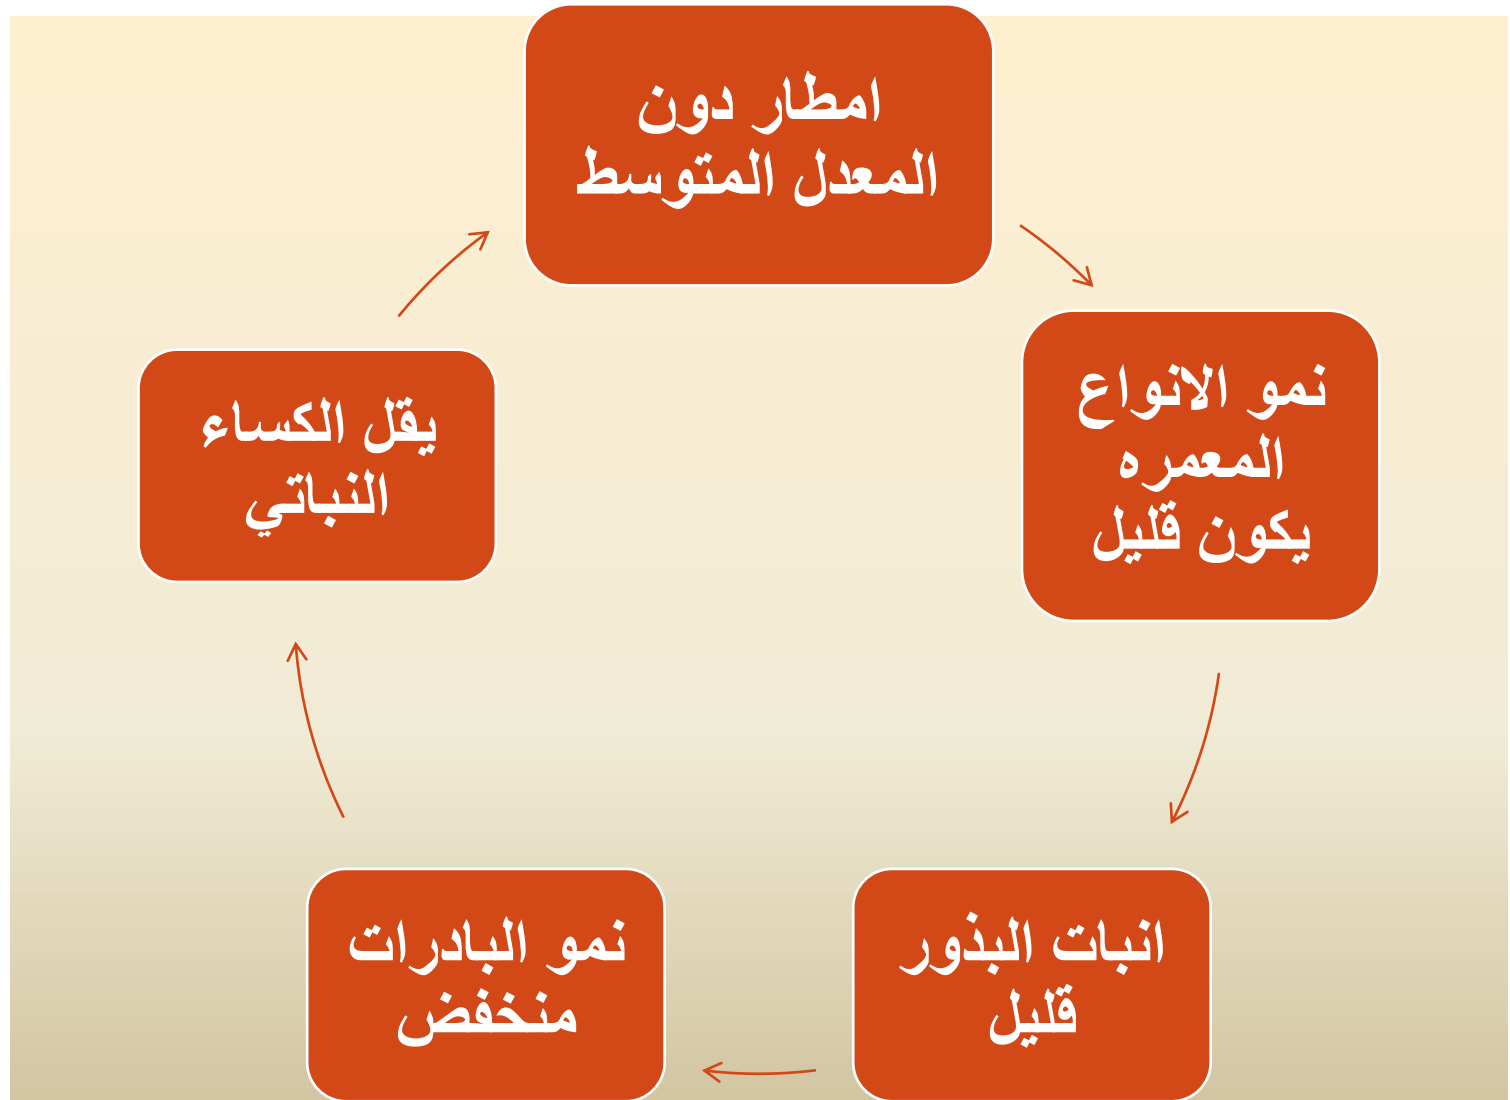 امطار دون
المعدل المتوسط
نمو الانواع
المعمره
يكون قليل
انبات البذور
قليل
نمو البادرات
منخفض
يقل الكساء
النباتي